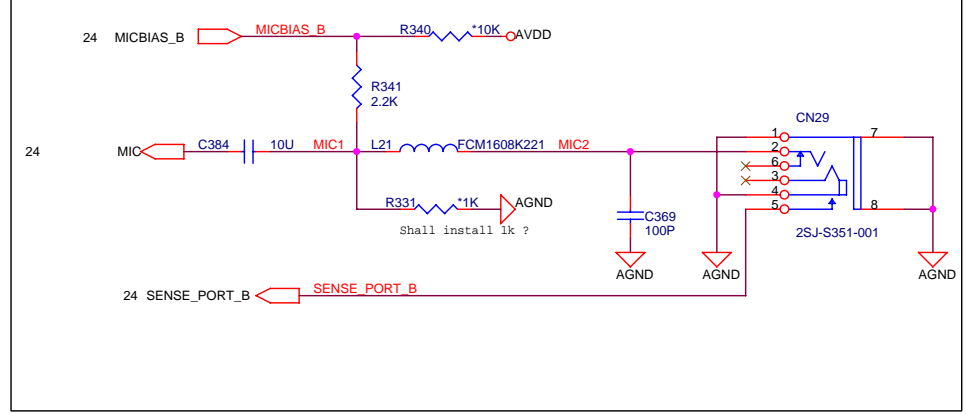 24 MICBIAS_B MICBIAS_B R340 *10K AVDD
R341
2.2K
CN29
24 MIC C384 10U MIC1 L21 FCM1608K221 MIC2
1 7
2
6
3
4
5 8
R331 *1K AGND
Shall install lk ?
C369
100P
2SJ-S351-001
AGND AGND AGND
24 SENSE_PORT_B SENSE_PORT_B